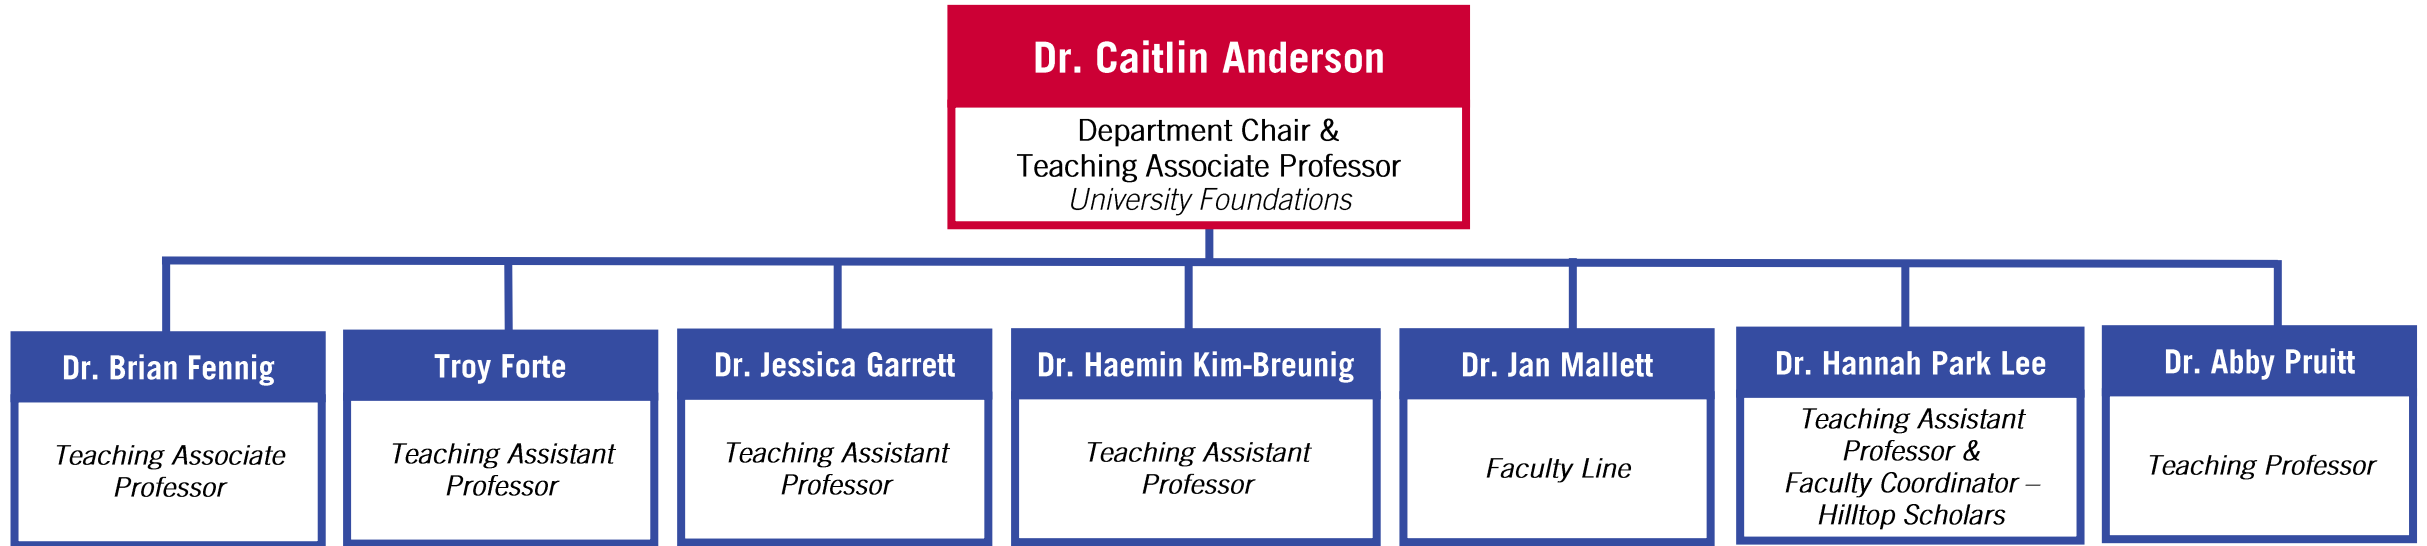 Dr. Caitlin Anderson
Department Chair &
Teaching Associate Professor
University Foundations
Dr. Brian Fennig
Teaching Associate
Professor
Troy Forte
Teaching Assistant
Professor
Dr. Jessica Garrett
Teaching Assistant
Professor
Dr. Haemin Kim-Breunig
Teaching Assistant
Professor
Dr. Jan Mallett
Faculty Line
Dr. Hannah Park Lee
Teaching Assistant
Professor &
Faculty Coordinator –
Hilltop Scholars
Dr. Abby Pruitt
Teaching Professor